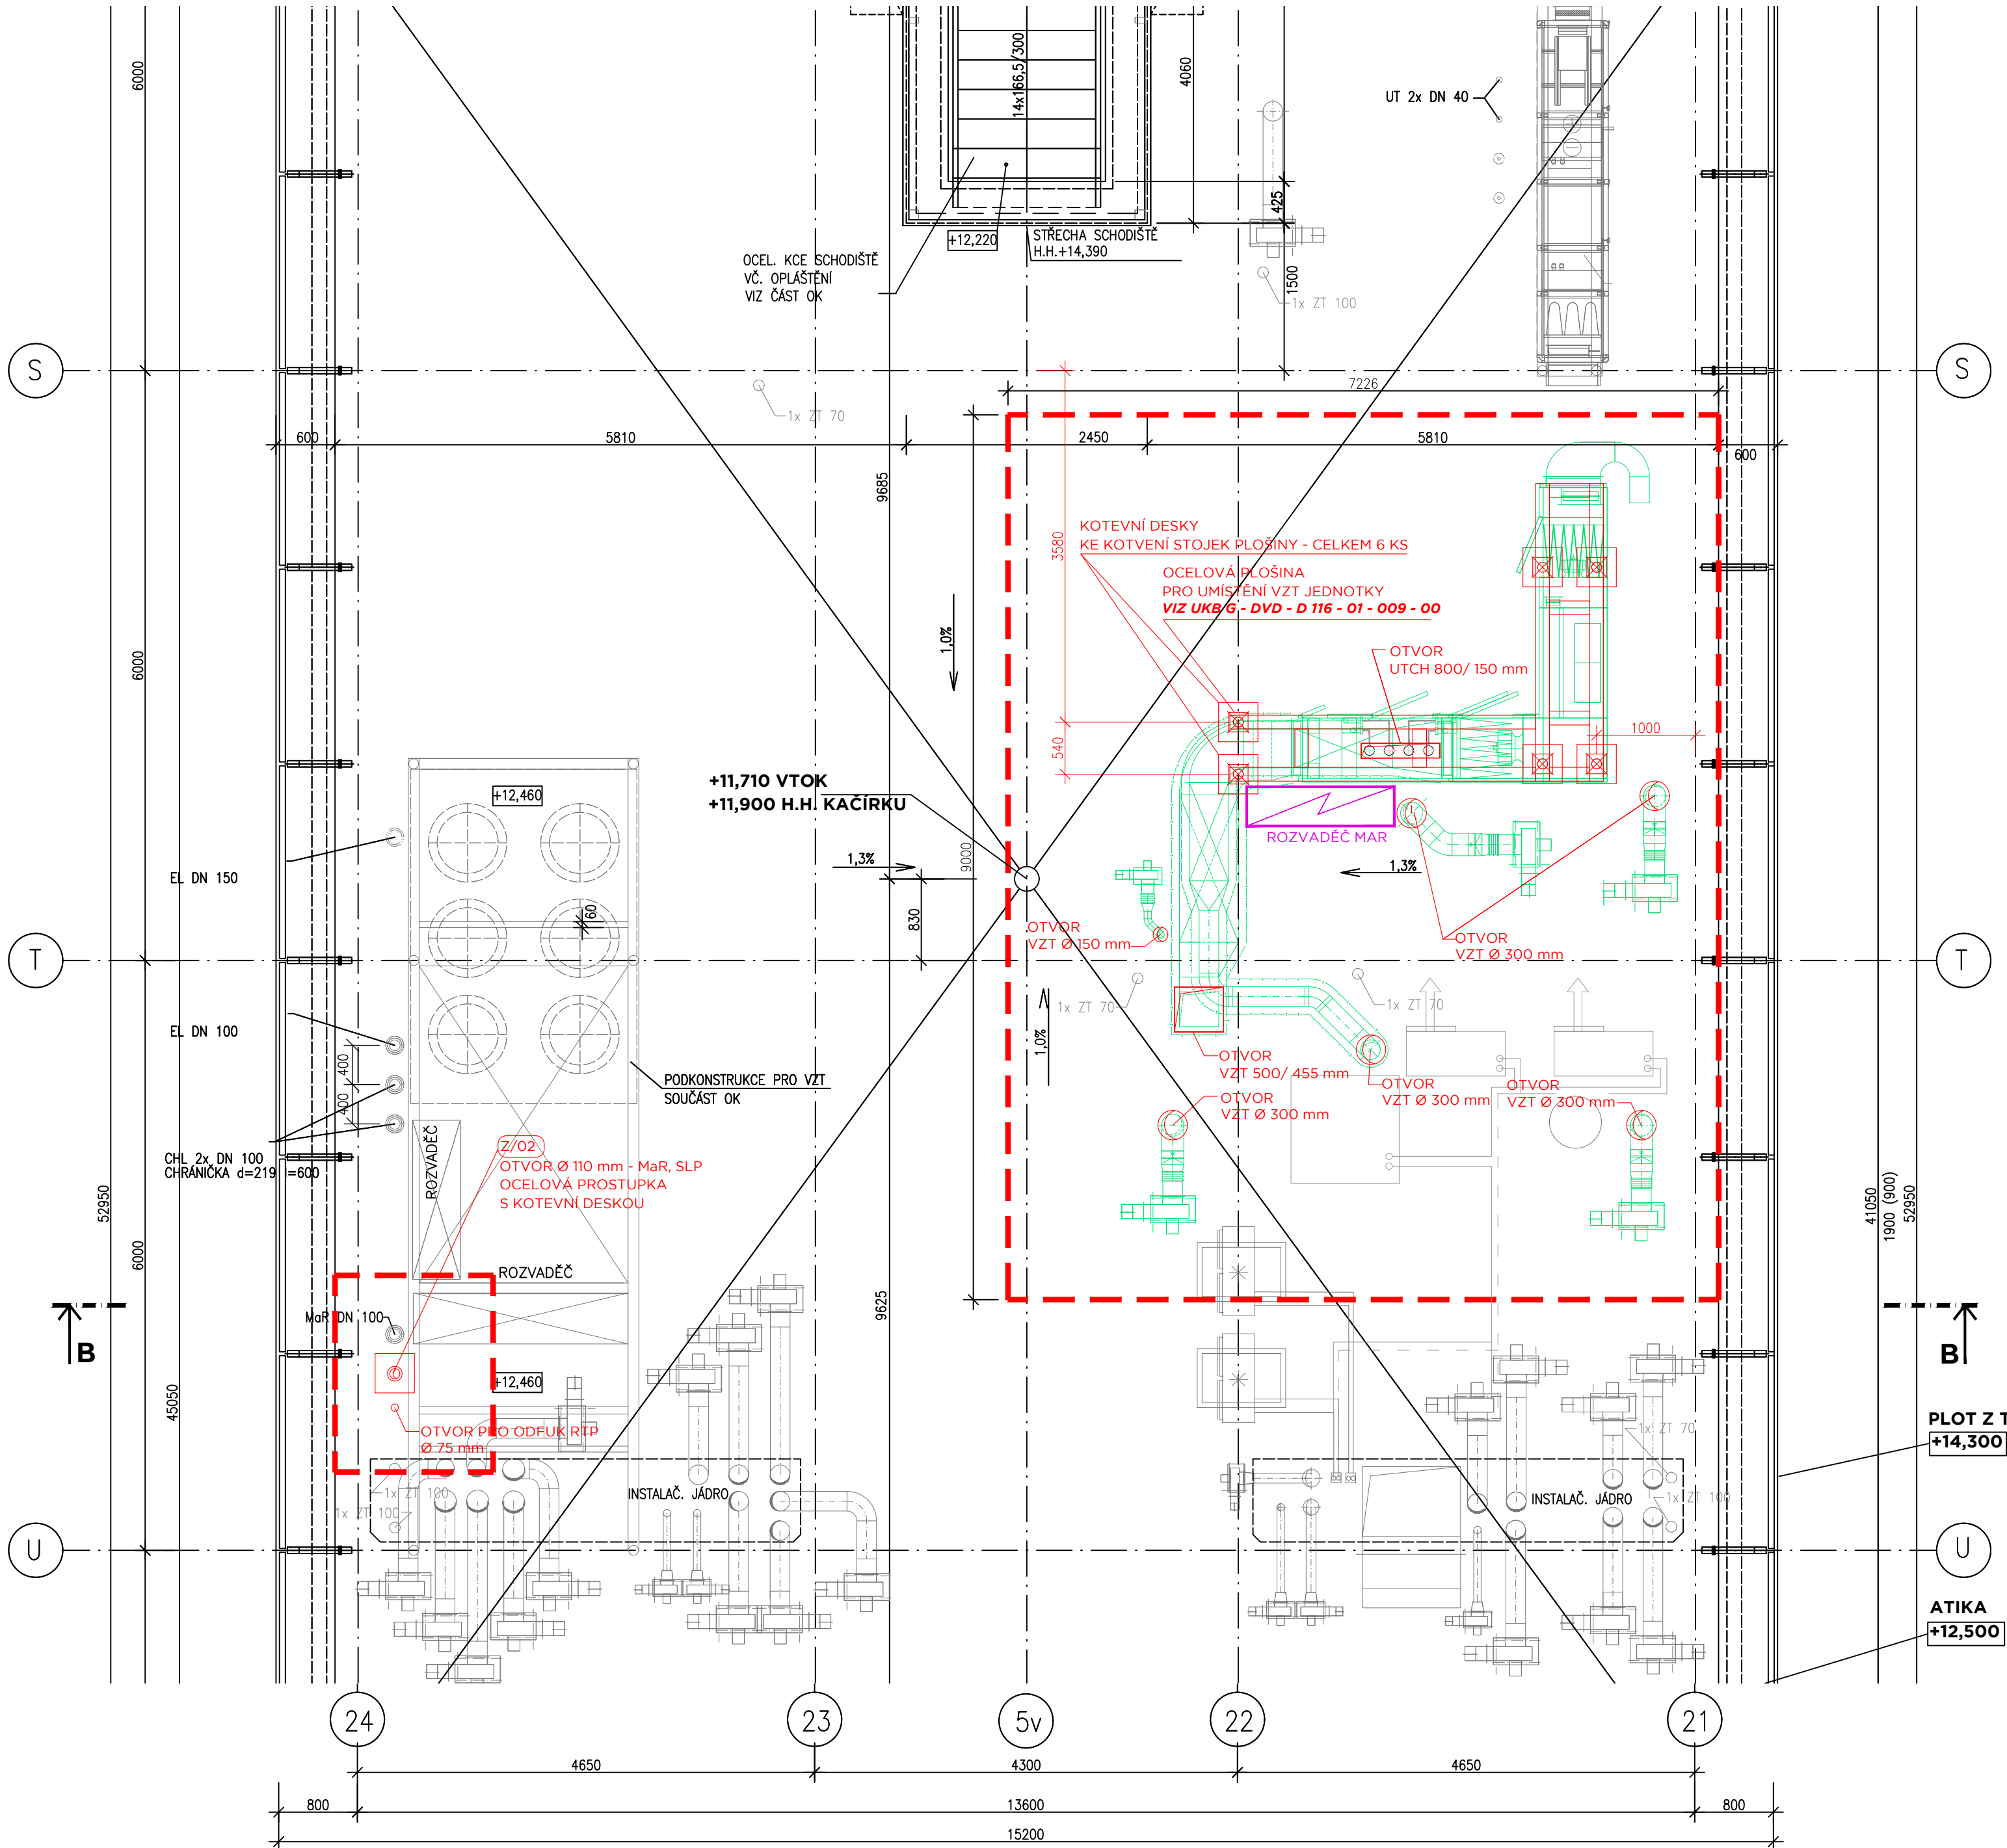 6000
14x166,5/300
4060
UT 2x DN 40
425
+12,220
STŘECHA SCHODIŠTĚ
H.H.+14,390
OCEL. KCE SCHODIŠTĚ
VČ. OPLÁŠTĚNÍ
VIZ ČÁST OK
1500
1x ZT 100
S
S
7226
1x ZT 70
600
5810
2450
5810
600
9685
3580
KOTEVNÍ DESKY
KE KOTVENÍ STOJEK PLOŠINY - CELKEM 6 KS
OCELOVÁ PLOŠINA
PRO UMÍSTĚNÍ VZT JEDNOTKY
VIZ UKB G - DVD - D 116 - 01 - 009 - 00
1,0%
6000
OTVOR
UTCH 800/ 150 mm
1000
540
+11,710 VTOK
+11,900 H.H. KAČÍRKU
+12,460
ROZVADĚČ MAR
1,3%
9000
1,3%
EL DN 150
60
830
OTVOR
VZT Ø 150 mm
OTVOR
VZT Ø 300 mm
T
T
1x ZT 70
1x ZT 70
EL DN 100
1,0%
400
400
OTVOR
VZT 500/ 455 mm
PODKONSTRUKCE PRO VZT
SOUČÁST OK
OTVOR
VZT Ø 300 mm
OTVOR
VZT Ø 300 mm
OTVOR
VZT Ø 300 mm
CHL 2x DN 100
CHRÁNIČKA d=219 l=600
ROZVADĚČ
Z/02
OTVOR Ø 110 mm - MaR, SLP
OCELOVÁ PROSTUPKA
S KOTEVNÍ DESKOU
52950
6000
41050
1900 (900)
52950
ROZVADĚČ
MaR DN 100
9625
B
B
+12,460
45050
OTVOR PRO ODFUK RTP
Ø 75 mm
PLOT Z T
+14,300
1x ZT 70
1x ZT 100
1x ZT 100
INSTALAČ. JÁDRO
INSTALAČ. JÁDRO
1x ZT 100
U
U
ATIKA
+12,500
24
23
5v
22
21
4650
4300
4650
800
13600
800
15200